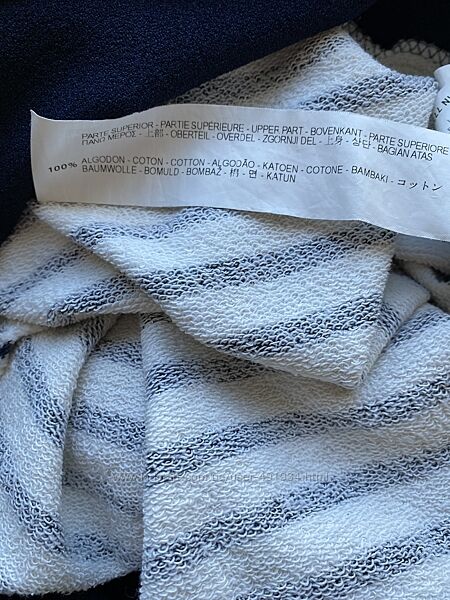 PARTE SUPERIOR - PARTIE SUPÉRIEURE - UPPER PART - BOVENKANT - PARTE SUPERIORE
ΠΑΝΩ ΜΕΡΟΣ - 上部 - OBERTEIL - OVERDEL - ZGORNJI DEL - 上身 - 상단 - BAGIAN ATAS
100% ALGODON - COTON - COTTON - ALGODÃO - KATOEN - COTONE - BAMBAKI - コットン
BAUMWOLLE - BOMULD - BOMBAŽ - 棉 - 면 - KATUN